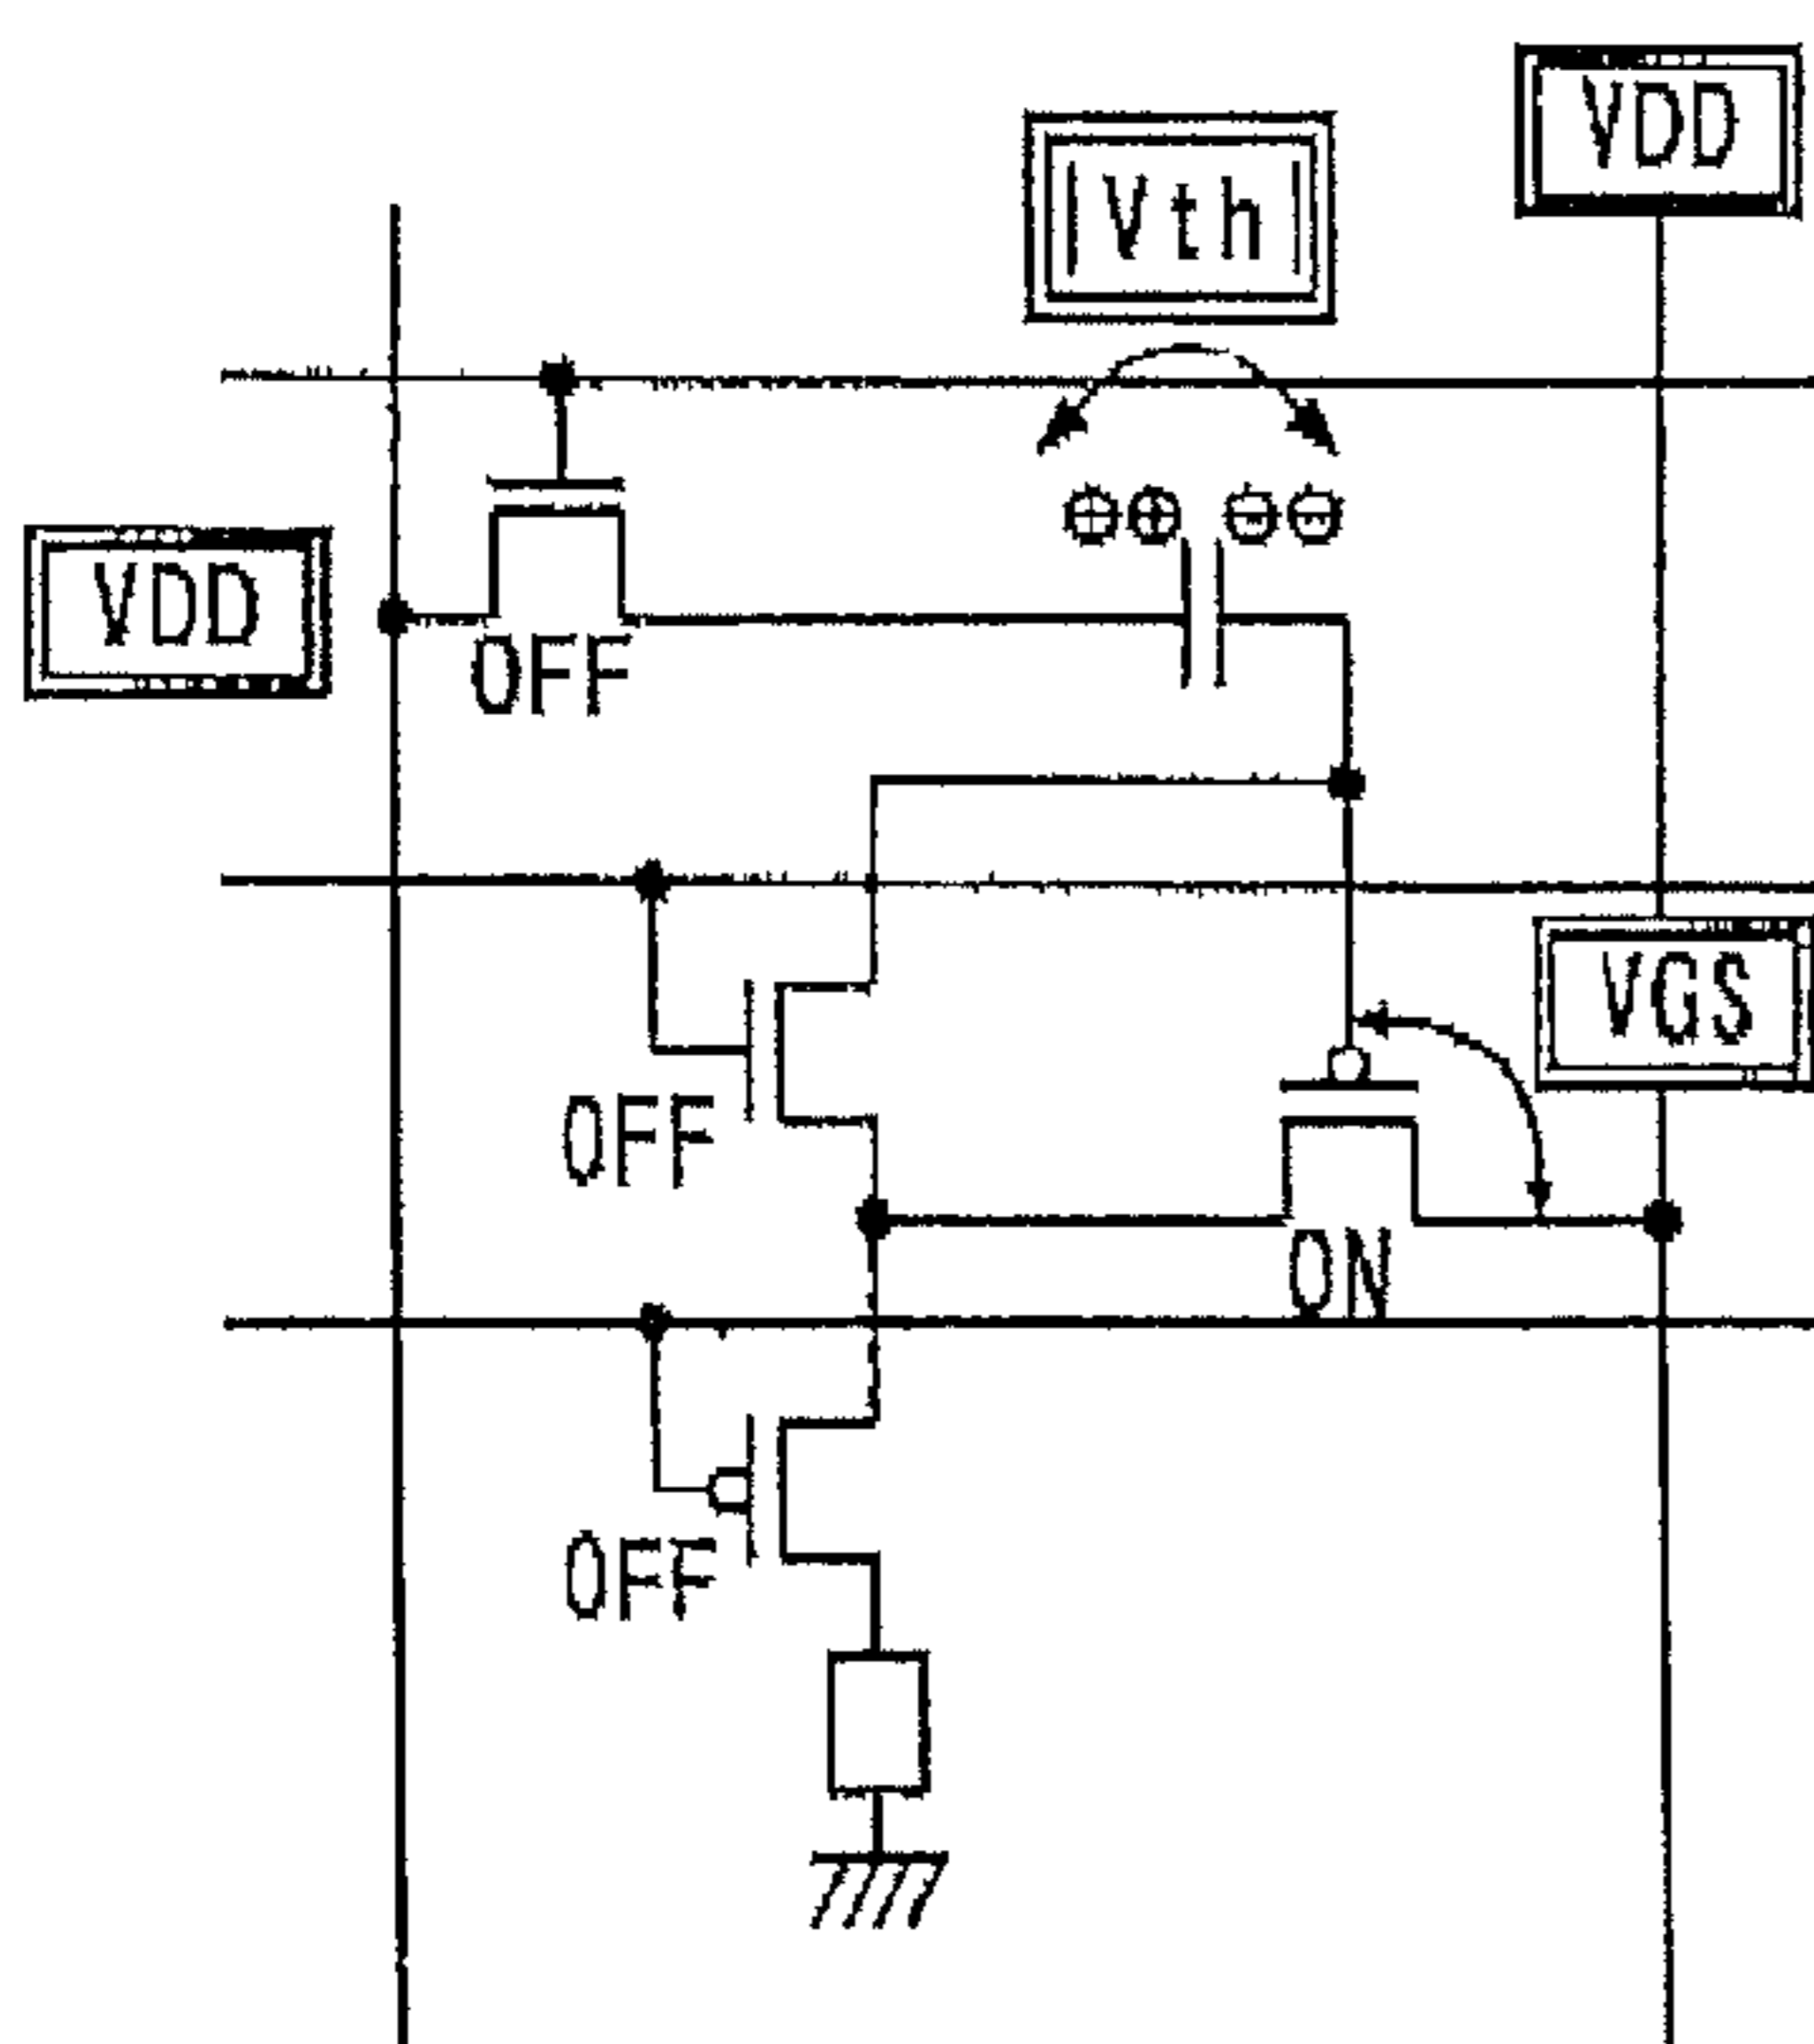 VDD
|Vth|
⊕⊕ ⊖⊖
VDD
OFF
VGS
OFF
ON
OFF